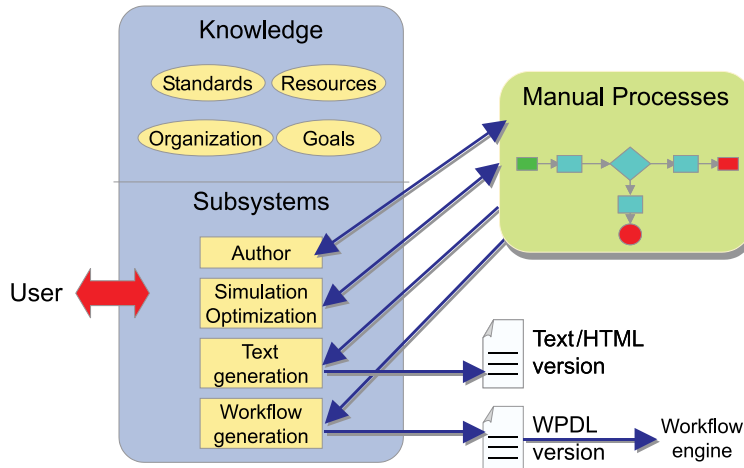 Knowledge
Standards
Resources
Organization
Goals
Manual Processes
Subsystems
Author
Simulation
Optimization
Text
generation
Workflow
generation
User
Text/HTML
version
WPDL
version
Workflow
engine